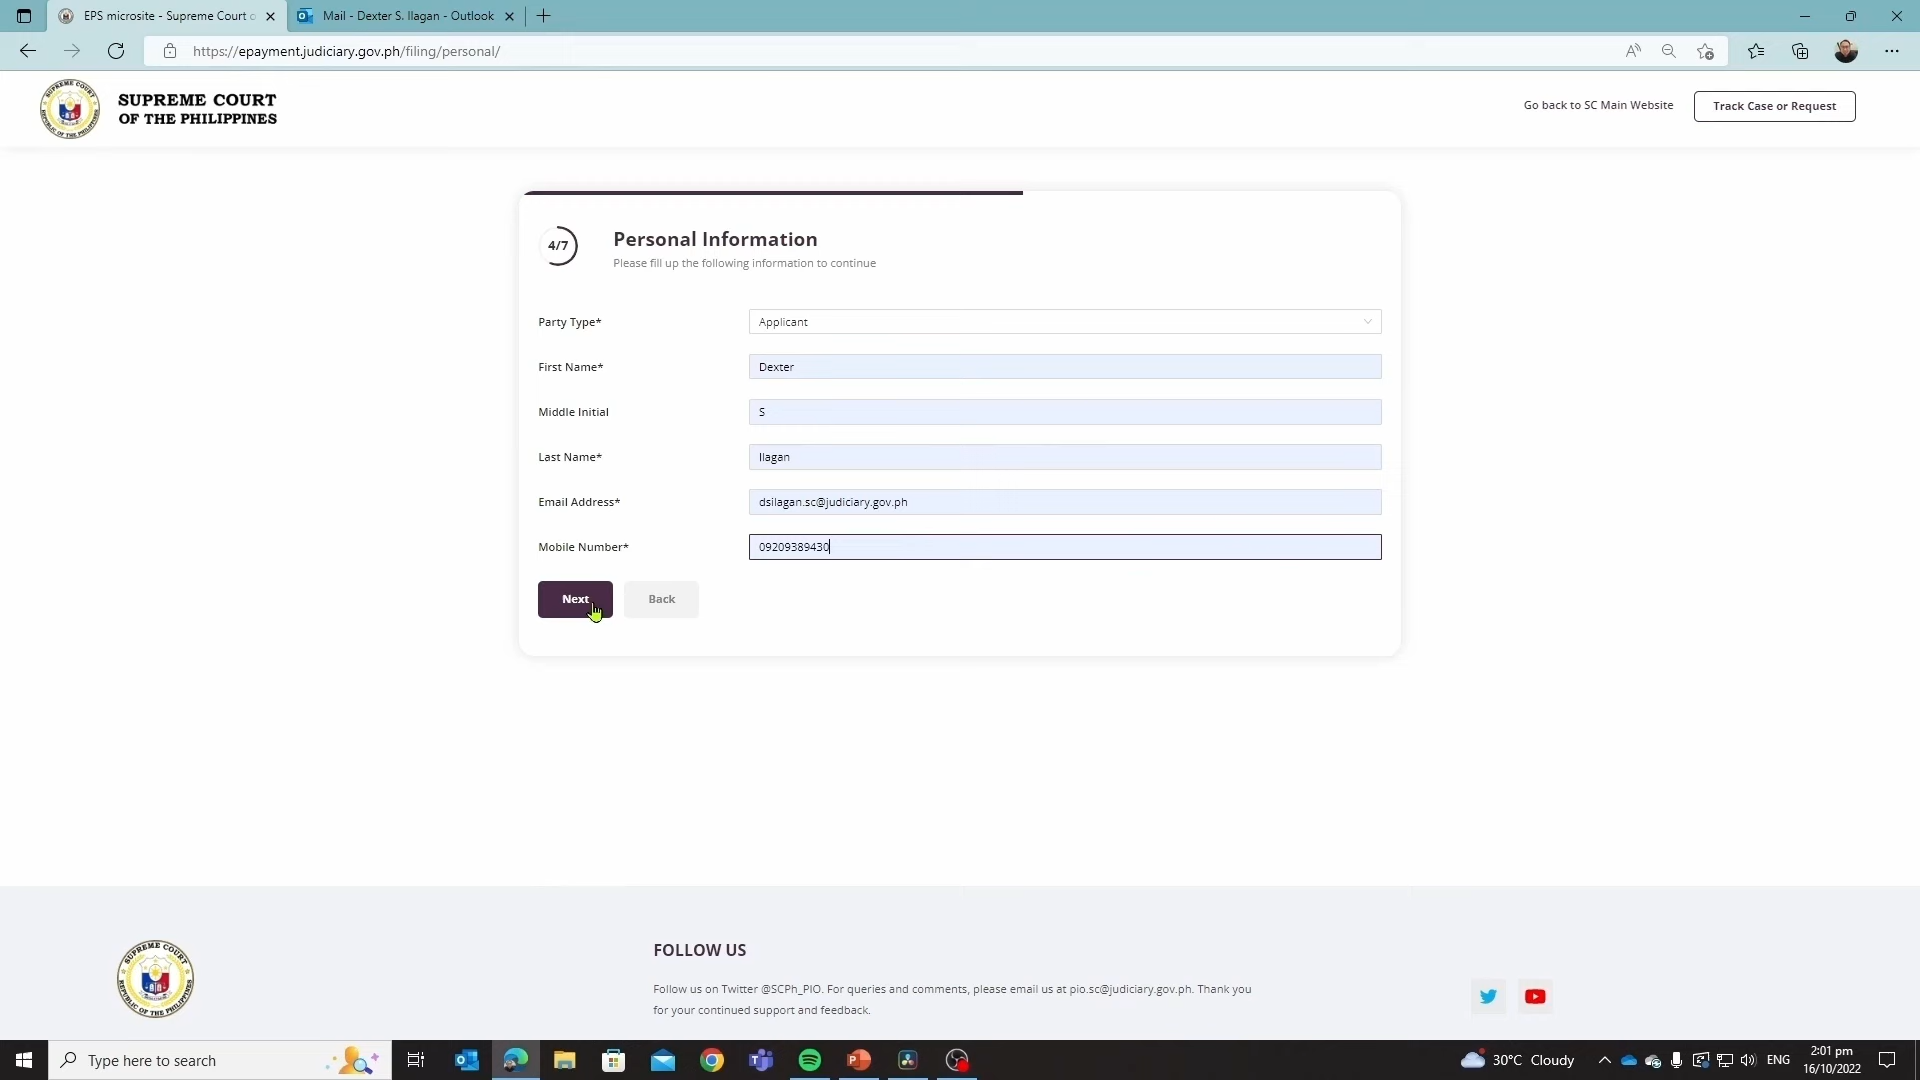 EPS microsite - Supreme Court o
Mail - Dexter S. Ilagan - Outlook
https://epayment.judiciary.gov.ph/filing/personal/
SUPREME COURT
OF THE PHILIPPINES
Go back to SC Main Website
Track Case or Request
4/7
Personal Information
Please fill up the following information to continue
Party Type*
Applicant
First Name*
Dexter
Middle Initial
S
Last Name*
Ilagan
Email Address*
dsilagan.sc@judiciary.gov.ph
Mobile Number*
09209389430
Next
Back
FOLLOW US
Follow us on Twitter @SCPh_PIO. For queries and comments, please email us at pio.sc@judiciary.gov.ph. Thank you
for your continued support and feedback.
Type here to search
30°C Cloudy
ENG
2:01 pm
16/10/2022